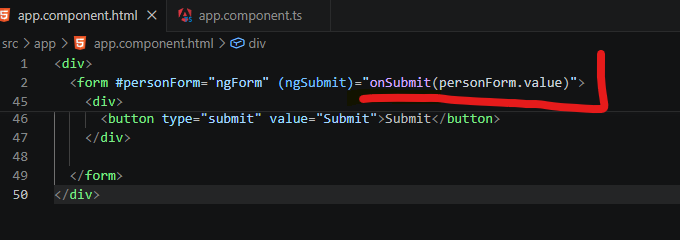 app.component.html × app.component.ts
src > app > app.component.html > div
1 <div>
2 <form #personForm="ngForm" (ngSubmit)="onSubmit(personForm.value)">
45 <div>
46 <button type="submit" value="Submit">Submit</button>
47 </div>
48
49 </form>
50 </div>